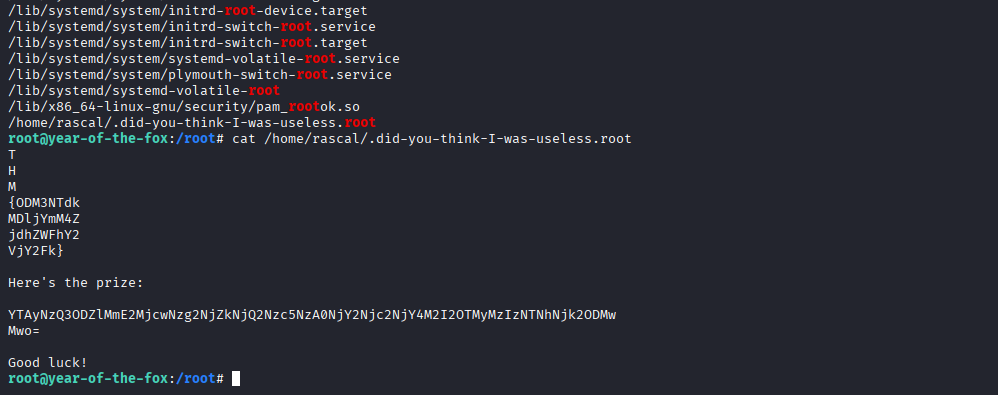 /lib/systemd/system/initrd-root-device.target
/lib/systemd/system/initrd-switch-root.service
/lib/systemd/system/initrd-switch-root.target
/lib/systemd/system/systemd-volatile-root.service
/lib/systemd/system/plymouth-switch-root.service
/lib/systemd/systemd-volatile-root
/lib/x86_64-linux-gnu/security/pam_rootok.so
/home/rascal/.did-you-think-I-was-useless.root
root@year-of-the-fox:/root# cat /home/rascal/.did-you-think-I-was-useless.root
T
H
M
{ODM3NTdk
MDljYmM4Z
jdhZWFhY2
VjY2Fk}
Here's the prize:
YTAyNzQ3ODZlMmE2MjcwNzg2NjZkNjQ2Nzc5NzA0NjY2Njc2NjY4M2I2OTMyMzIzNTNhNjk2ODMw
Mwo=
Good luck!
root@year-of-the-fox:/root#